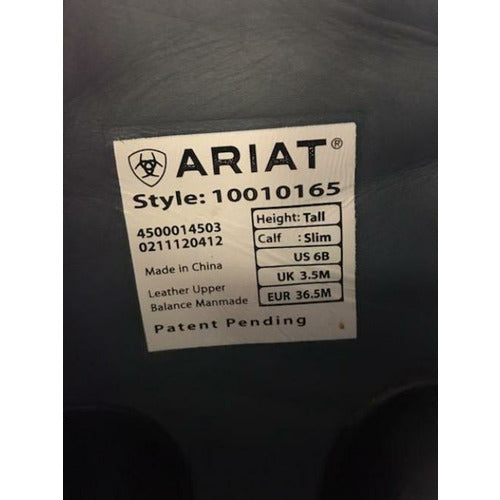 ARIAT®
Style: 10010165
4500014503
0211120412
Height: Tall
Calf : Slim
US 6B
UK 3.5M
EUR 36.5M
Made in China
Leather Upper
Balance Manmade
Patent Pending